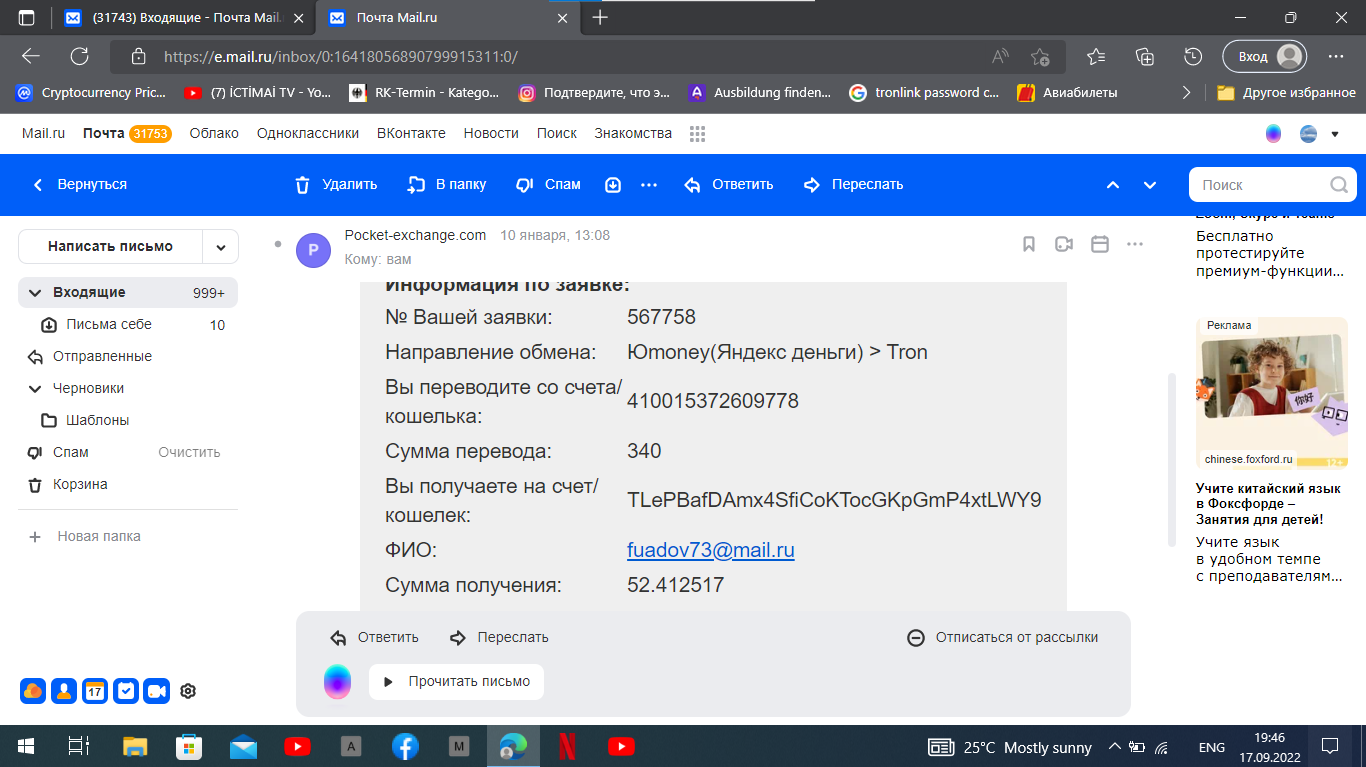 (31743) Входящие - Почта Mail.
Почта Mail.ru
https://e.mail.ru/inbox/0:16418056890799915311:0/
Вход
Cryptocurrency Pric...
(7) İCTİMAİ TV - Yo...
RK-Termin - Katego...
Подтвердите, что э...
Ausbildung finden...
tronlink password c...
Авиабилеты
Другое избранное
Mail.ru
Почта 31753
Облако
Одноклассники
ВКонтакте
Новости
Поиск
Знакомства
Вернуться
Удалить
В папку
Спам
Ответить
Переслать
Поиск
Написать письмо
Входящие 999+
Письма себе 10
Отправленные
Черновики
Шаблоны
Спам Очистить
Корзина
Новая папка
17
P
Pocket-exchange.com 10 января, 13:08
Кому: вам
Информация по заявке:
№ Вашей заявки: 567758
Направление обмена: Юmoney(Яндекс деньги) > Tron
Вы переводите со счета/
кошелька: 410015372609778
Сумма перевода: 340
Вы получаете на счет/
кошелек: TLePBafDAmx4SfiCoKTocGKpGmP4xtLWY9
ФИО: fuadov73@mail.ru
Сумма получения: 52.412517
Ответить
Переслать
Отписаться от рассылки
Прочитать письмо
Бесплатно
протестируйте
премиум-функции...
Реклама
你好
chinese.foxford.ru
12+
Учите китайский язык
в Фоксфорде –
Занятия для детей!
Учите язык
в удобном темпе
с преподавателям...
A
M
25°C Mostly sunny
ENG
19:46
17.09.2022